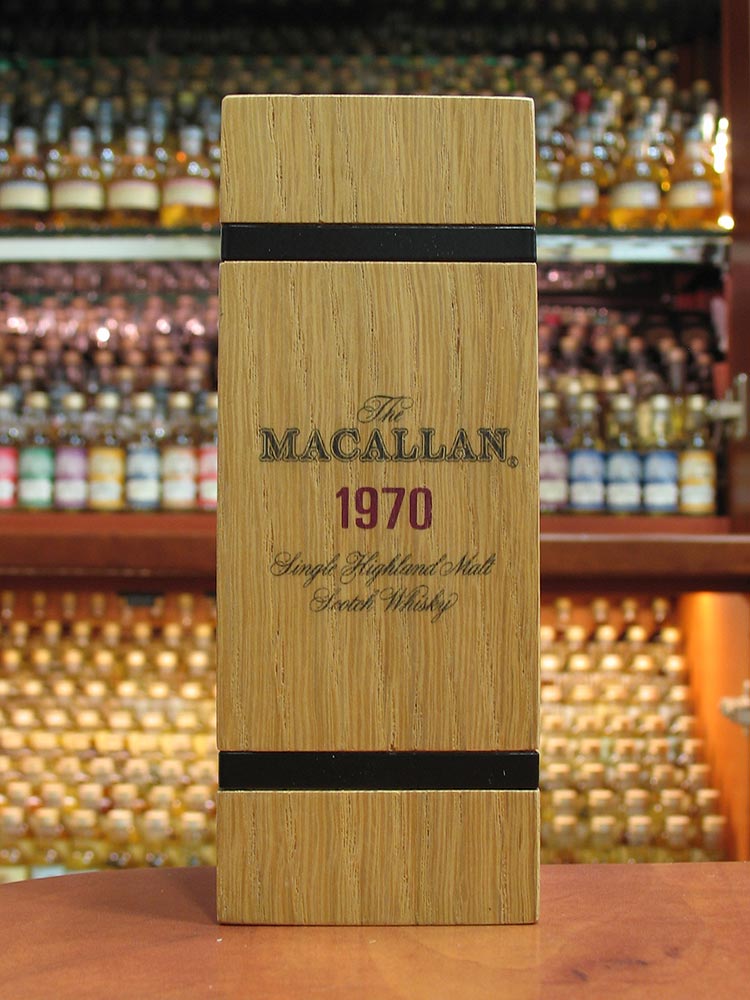 The
MACALLAN®
1970
Single Highland Malt
Scotch Whisky